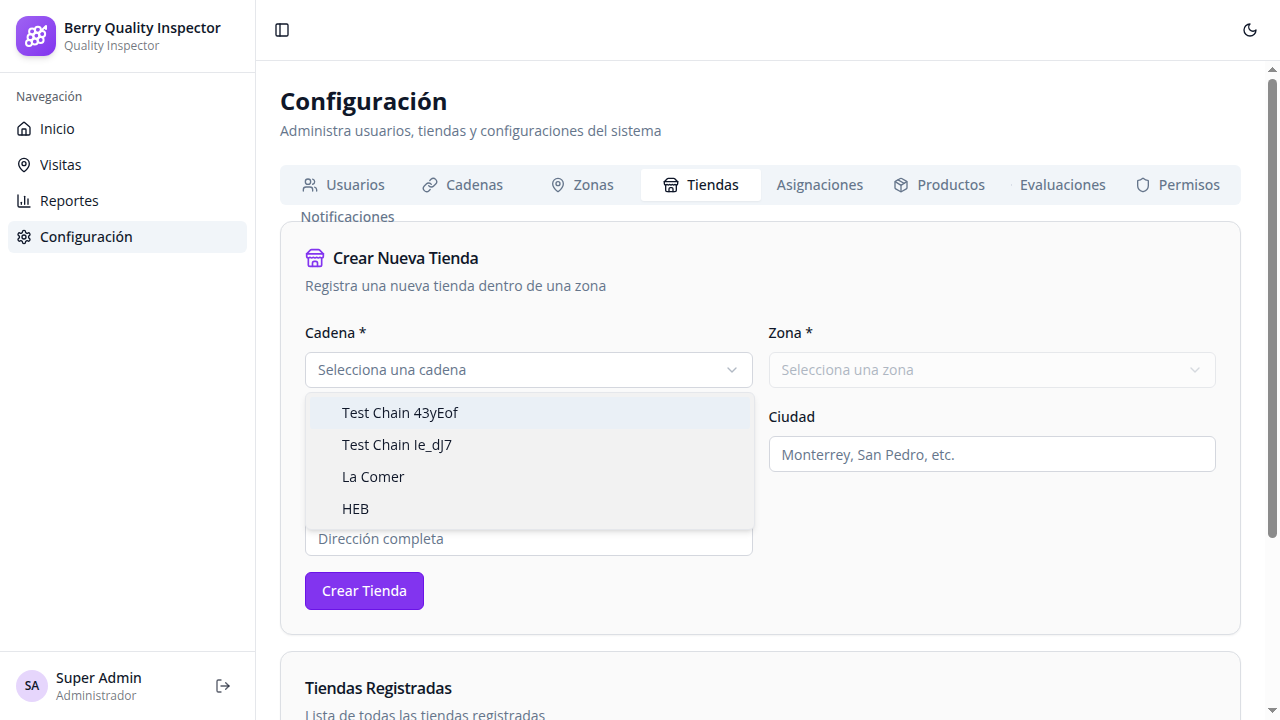 Berry Quality Inspector
Quality Inspector
Navegación
Inicio
Visitas
Reportes
Configuración
SA
Super Admin
Administrador
Configuración
Administra usuarios, tiendas y configuraciones del sistema
Usuarios
Cadenas
Zonas
Tiendas
Asignaciones
Productos
Evaluaciones
Permisos
Notificaciones
Crear Nueva Tienda
Registra una nueva tienda dentro de una zona
Cadena *
Zona *
Selecciona una cadena
Selecciona una zona
Test Chain 43yEof
Test Chain Ie_dJ7
La Comer
HEB
Ciudad
Monterrey, San Pedro, etc.
Dirección completa
Crear Tienda
Tiendas Registradas
Lista de todas las tiendas registradas